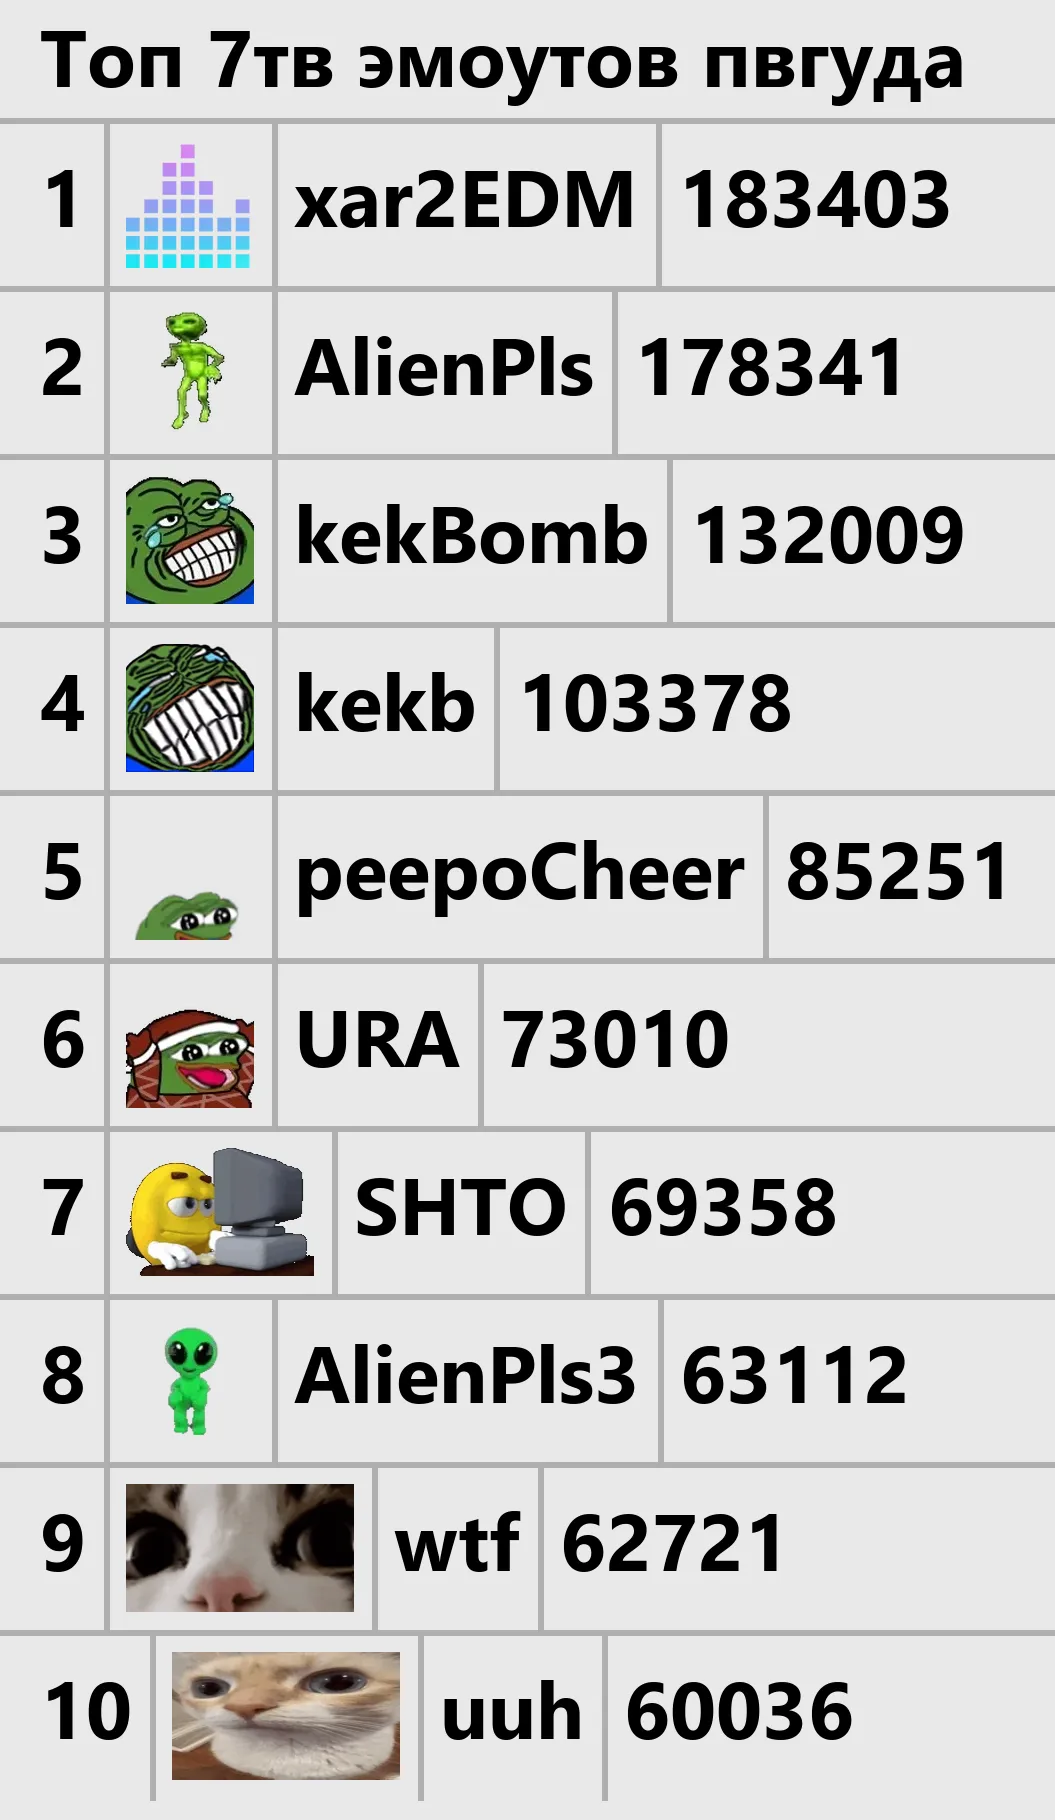 Топ 7тв эмоутов пвгуда
1 xar2EDM 183403
2 AlienPls 178341
3 kekBomb 132009
4 kekb 103378
5 peepoCheer 85251
6 URA 73010
7 SHTO 69358
8 AlienPls3 63112
9 wtf 62721
10 uuh 60036